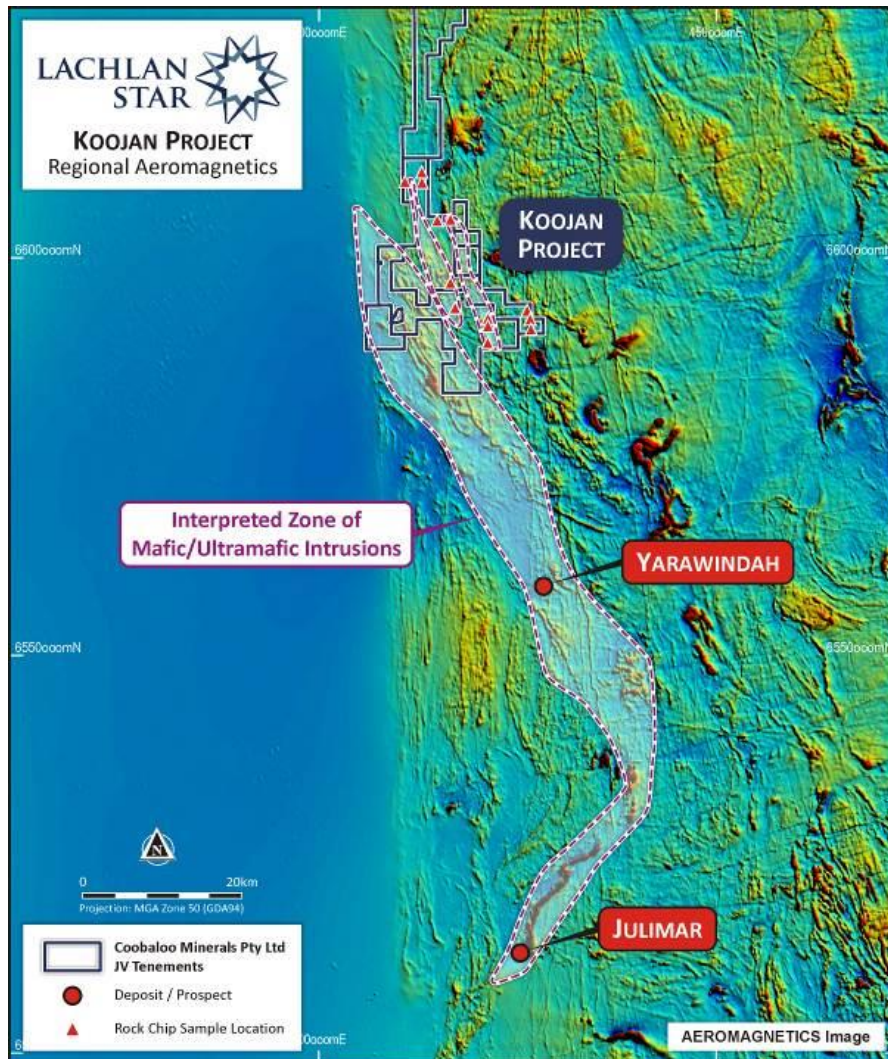 LACHLAN
STAR
KOOJAN PROJECT
Regional Aeromagnetics
KOOJAN
PROJECT
6600000mN
6600000mN
Interpreted Zone of
Mafic/Ultramafic Intrusions
YARAWINDAH
6550000mN
6550000mN
N
0 20km
Projection: MGA Zone 50 (GDA94)
JULIMAR
Coobaloo Minerals Pty Ltd
JV Tenements
Deposit / Prospect
Rock Chip Sample Location
AEROMAGNETICS Image